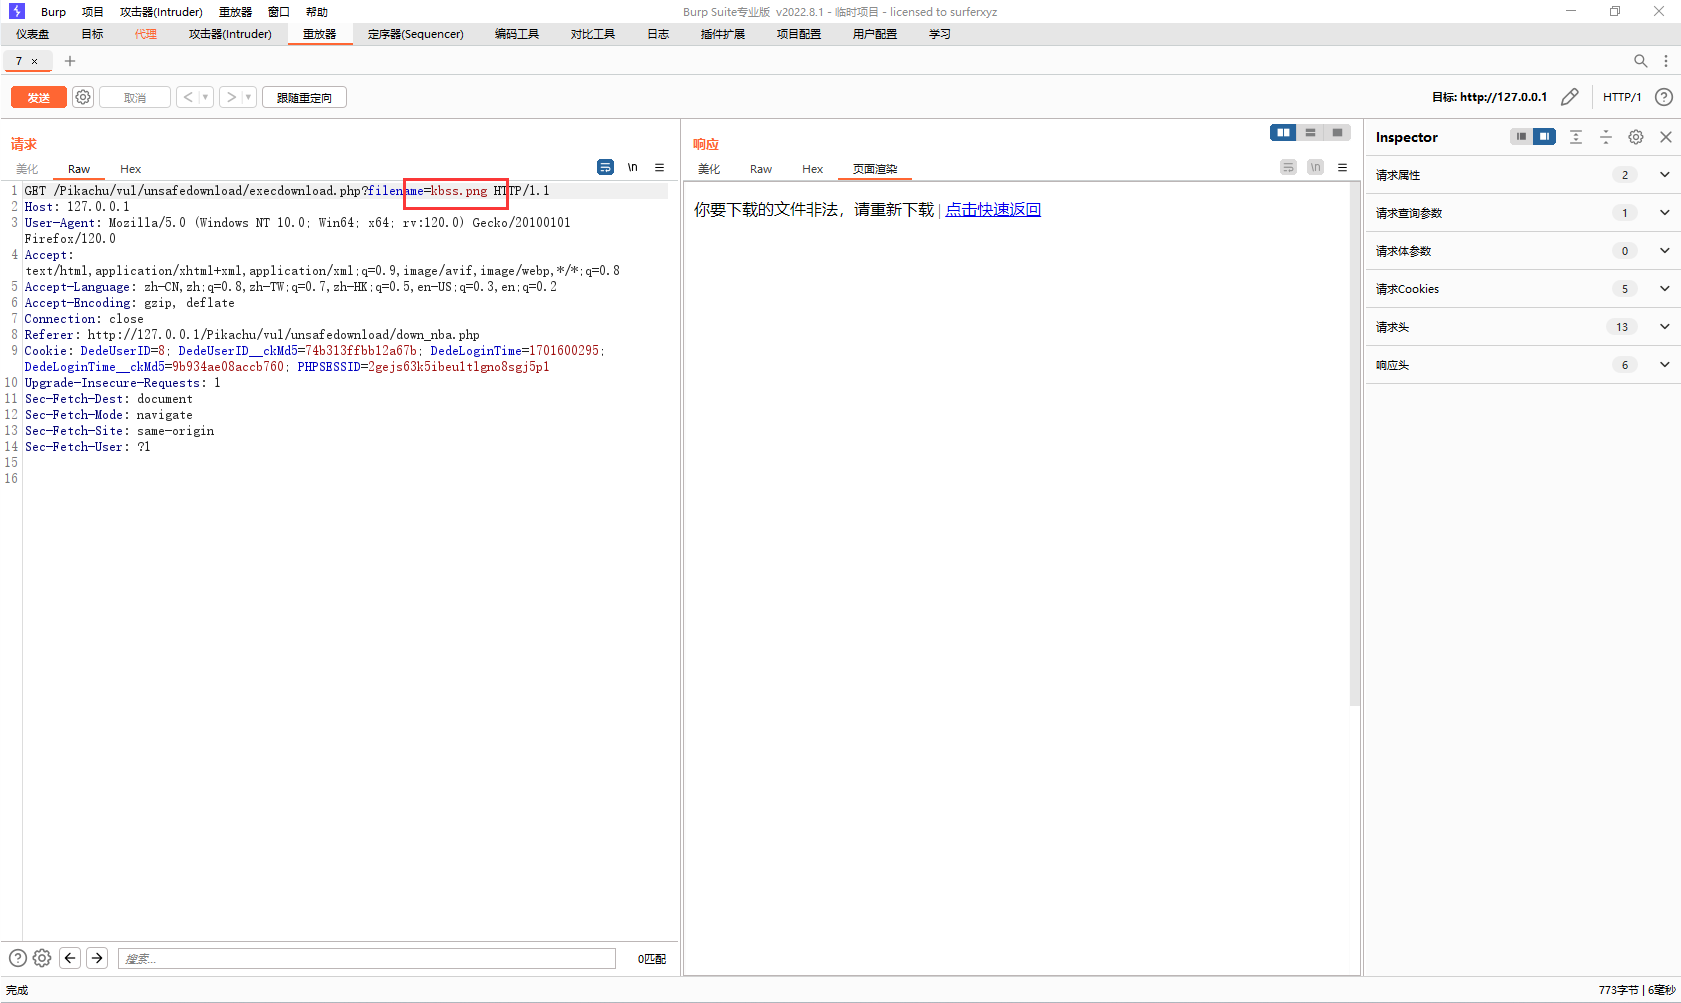 Burp 项目 攻击器(Intruder) 重放器 窗口 帮助 Burp Suite专业版 v2022.8.1 - 临时项目 - licensed to surferxyz
仪表盘 目标 代理 攻击器(Intruder) 重放器 定序器(Sequencer) 编码工具 对比工具 日志 插件扩展 项目配置 用户配置 学习
7 × +
发送 取消 < > 跟随重定向 目标: http://127.0.0.1 HTTP/1 ?
请求
美化 Raw Hex \n
1 GET /Pikachu/vul/unsafedownload/execdownload.php?filename=kbss.png HTTP/1.1
2 Host: 127.0.0.1
3 User-Agent: Mozilla/5.0 (Windows NT 10.0; Win64; x64; rv:120.0) Gecko/20100101
Firefox/120.0
4 Accept:
text/html,application/xhtml+xml,application/xml;q=0.9,image/avif,image/webp,*/*;q=0.8
5 Accept-Language: zh-CN,zh;q=0.8,zh-TW;q=0.7,zh-HK;q=0.5,en-US;q=0.3,en;q=0.2
6 Accept-Encoding: gzip, deflate
7 Connection: close
8 Referer: http://127.0.0.1/Pikachu/vul/unsafedownload/down_nba.php
9 Cookie: DedeUserID=8; DedeUserID__ckMd5=74b313ffbb12a67b; DedeLoginTime=1701600295;
DedeLoginTime__ckMd5=9b934ae08accb760; PHPSESSID=2gejs63k5ibeu1t1gno8sgj5p1
10 Upgrade-Insecure-Requests: 1
11 Sec-Fetch-Dest: document
12 Sec-Fetch-Mode: navigate
13 Sec-Fetch-Site: same-origin
14 Sec-Fetch-User: ?1
15
16
搜索... 0匹配
响应
美化 Raw Hex 页面渲染 \n
你要下载的文件非法，请重新下载 | 点击快速返回
Inspector
请求属性 2
请求查询参数 1
请求体参数 0
请求Cookies 5
请求头 13
响应头 6
完成 773字节 | 6毫秒